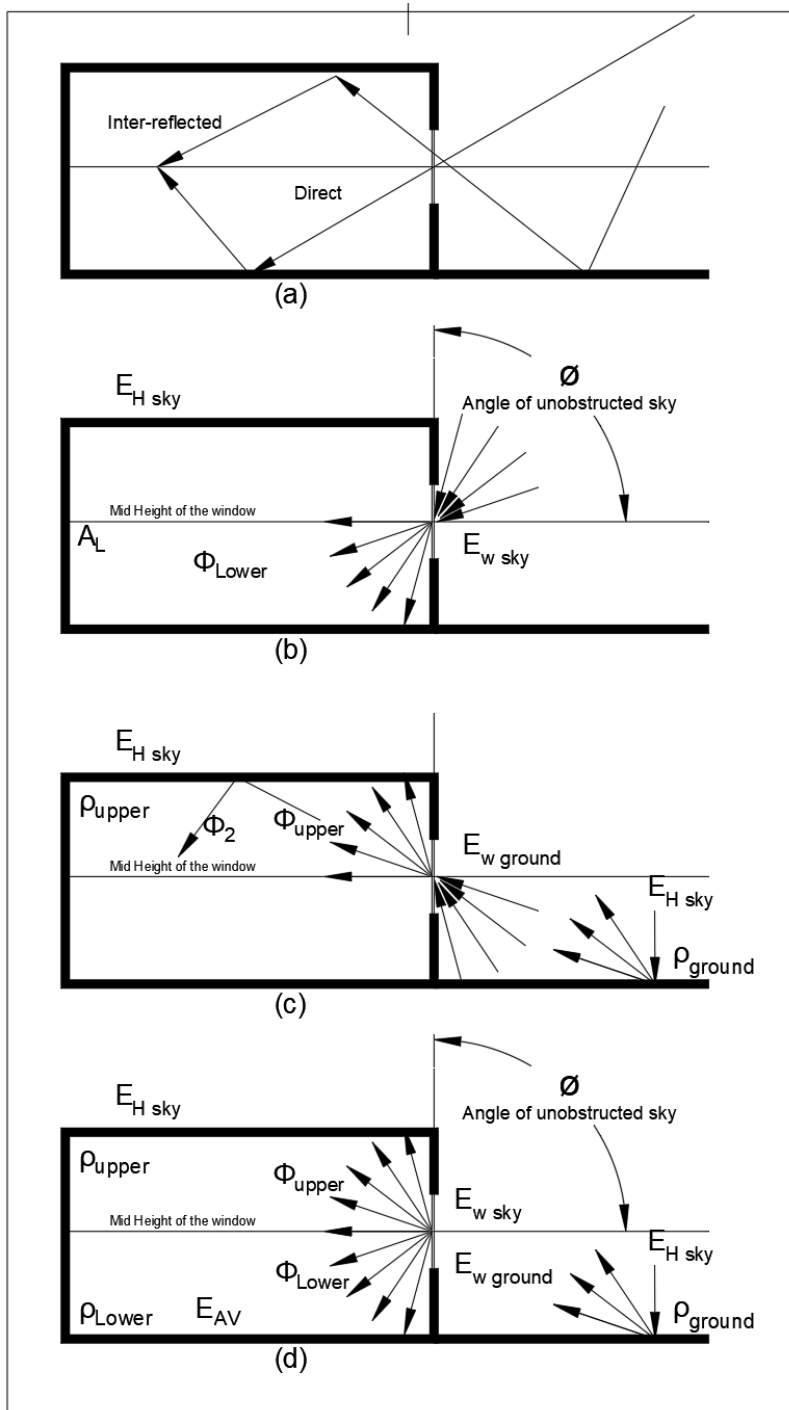 Inter-reflected
Direct
(a)
E_H sky
Ø
Angle of unobstructed sky
Mid Height of the window
A_L
Φ_Lower
E_w sky
(b)
E_H sky
ρ_upper
Φ_2
Φ_upper
E_w ground
Mid Height of the window
E_H sky
ρ_ground
(c)
E_H sky
Ø
Angle of unobstructed sky
ρ_upper
Φ_upper
E_w sky
Mid Height of the window
E_H sky
E_w ground
Φ_Lower
ρ_Lower
E_AV
ρ_ground
(d)